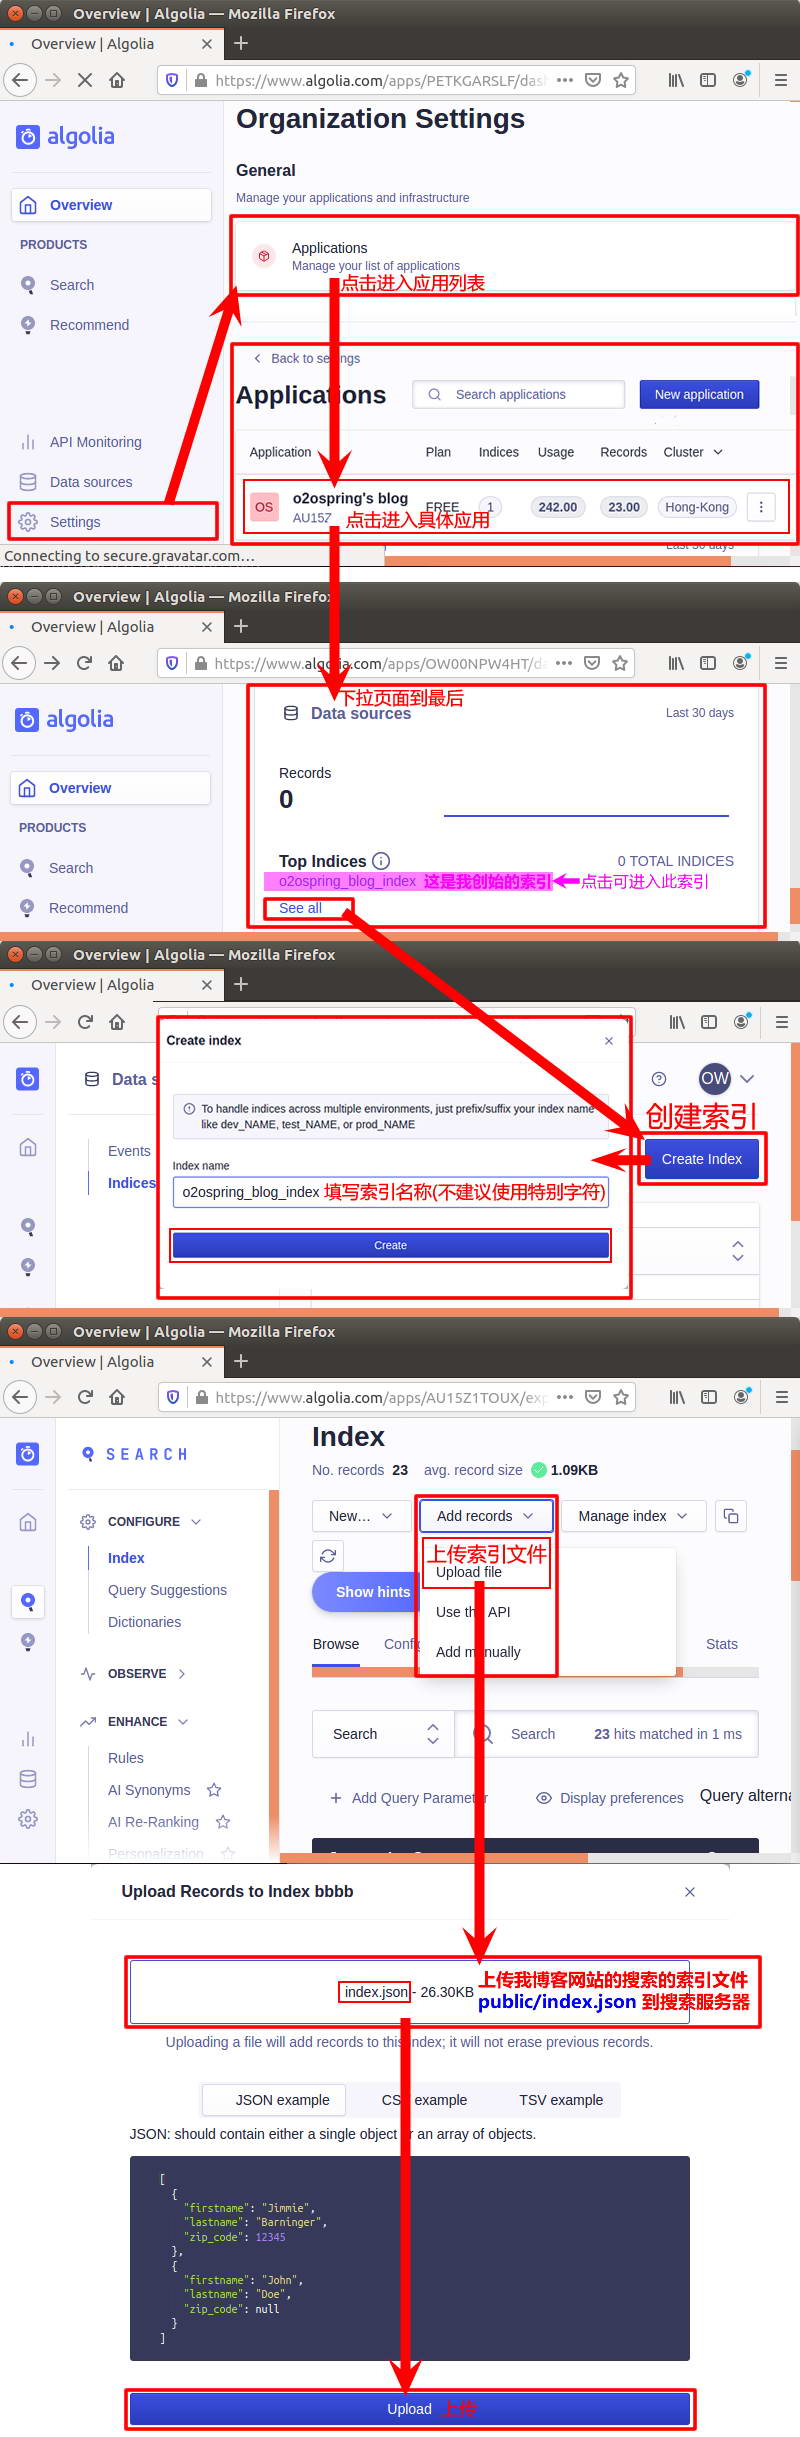 Overview | Algolia — Mozilla Firefox
Overview | Algolia
https://www.algolia.com/apps/PETKGARSLF/das
algolia
Organization Settings
General
Manage your applications and infrastructure
Overview
PRODUCTS
Applications
Manage your list of applications
点击进入应用列表
Search
Recommend
Back to settings
Applications
Search applications
New application
API Monitoring
Application
Plan
Indices
Usage
Records
Cluster
Data sources
OS
o2ospring's blog
AU15Z
FREE
1
242.00
23.00
Hong-Kong
点击进入具体应用
Settings
Last 30 days
Connecting to secure.gravatar.com…
Overview | Algolia — Mozilla Firefox
Overview | Algolia
https://www.algolia.com/apps/OW00NPW4HT/da
下拉页面到最后
algolia
Data sources
Last 30 days
Overview
Records
0
PRODUCTS
Search
Top Indices
0 TOTAL INDICES
o2ospring_blog_index 这是我创始的索引
点击可进入此索引
Recommend
See all
Overview | Algolia — Mozilla Firefox
Overview | Algolia
Create index
Data s
OW
To handle indices across multiple environments, just prefix/suffix your index name
like dev_NAME, test_NAME, or prod_NAME
创建索引
Events
Create Index
Index name
Indices
o2ospring_blog_index 填写索引名称(不建议使用特别字符)
Create
Overview | Algolia — Mozilla Firefox
Overview | Algolia
https://www.algolia.com/apps/AU15Z1TOUX/exp
SEARCH
Index
No. records 23 avg. record size 1.09KB
New...
Add records
Manage index
CONFIGURE
上传索引文件
Index
Upload file
Query Suggestions
Show hints
Use the API
Dictionaries
Browse
Config
Add manually
Stats
OBSERVE
ENHANCE
Search
Search
23 hits matched in 1 ms
Rules
AI Synonyms
Add Query Parameter
Display preferences
Query alterna
AI Re-Ranking
Personalization
Upload Records to Index bbbb
index.json - 26.30KB
上传我博客网站的搜索的索引文件
public/index.json 到搜索服务器
Uploading a file will add records to this index; it will not erase previous records.
JSON example
CSV example
TSV example
JSON: should contain either a single object or an array of objects.
[
{
"firstname": "Jimmie",
"lastname": "Barninger",
"zip_code": 12345
},
{
"firstname": "John",
"lastname": "Doe",
"zip_code": null
}
]
Upload 上传